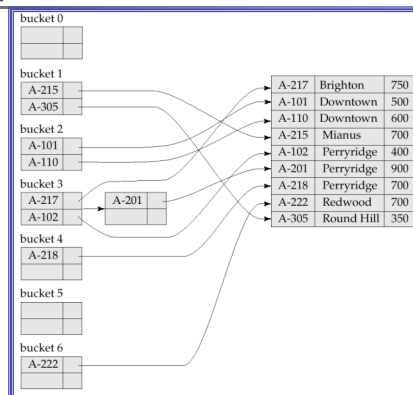 bucket 0
bucket 1
A-215
A-305
bucket 2
A-101
A-110
bucket 3
A-217
A-102
A-201
bucket 4
A-218
bucket 5
bucket 6
A-222
A-217 Brighton 750
A-101 Downtown 500
A-110 Downtown 600
A-215 Mianus 700
A-102 Perryridge 400
A-201 Perryridge 900
A-218 Perryridge 700
A-222 Redwood 700
A-305 Round Hill 350